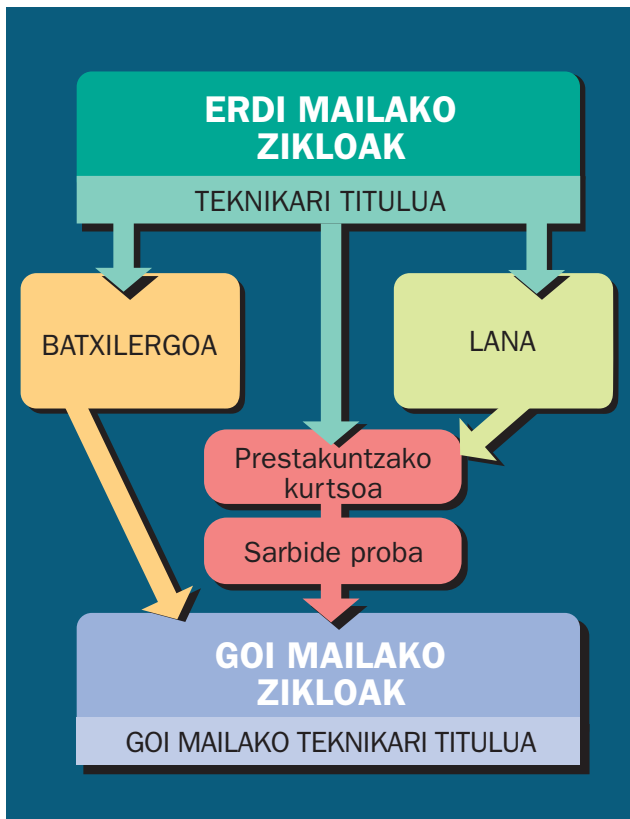 ERDI MAILAKO
ZIKLOAK
TEKNIKARI TITULUA
BATXILERGOA
LANA
Prestakuntzako
kurtsoa
Sarbide proba
GOI MAILAKO
ZIKLOAK
GOI MAILAKO TEKNIKARI TITULUA